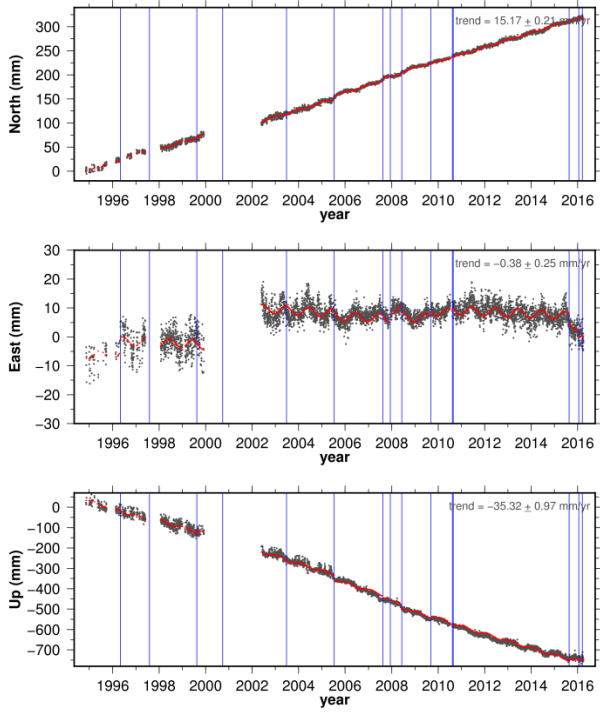 trend = 15.17 ± 0.21 mm/yr
North (mm)
350
300
250
200
150
100
50
0
1996 1998 2000 2002 2004 2006 2008 2010 2012 2014 2016
year
trend = −0.38 ± 0.25 mm/yr
East (mm)
30
20
10
0
−10
−20
−30
1996 1998 2000 2002 2004 2006 2008 2010 2012 2014 2016
year
trend = −35.32 ± 0.97 mm/yr
Up (mm)
0
−100
−200
−300
−400
−500
−600
−700
1996 1998 2000 2002 2004 2006 2008 2010 2012 2014 2016
year